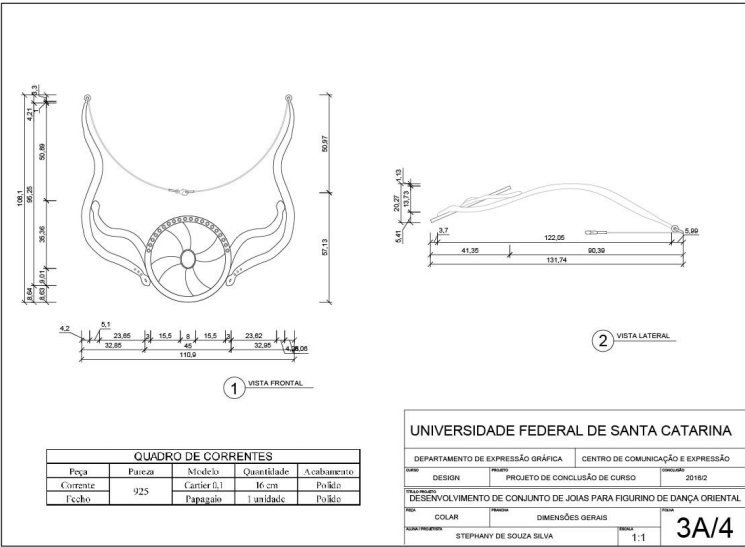 3,3
4,21
1
50,89
108,1
95,25
35,36
9,01
8,64
8,63
50,97
57,13
4,2
5,1
23,65
3
15,5
8
15,5
3
23,62
32,85
45
32,95
110,9
1 VISTA FRONTAL
1,13
20,27
13,73
5,41
3,7
122,05
5,99
41,35
90,39
131,74
2 VISTA LATERAL
QUADRO DE CORRENTES
Peça Pureza Modelo Quantidade Acabamento
Corrente 925 Cartier 0,1 16 cm Polido
Fecho Papagaio 1 unidade Polido
UNIVERSIDADE FEDERAL DE SANTA CATARINA
DEPARTAMENTO DE EXPRESSÃO GRÁFICA CENTRO DE COMUNICAÇÃO E EXPRESSÃO
CURSO DESIGN PROJETO PROJETO DE CONCLUSÃO DE CURSO CONCLUSÃO 2016/2
TÍTULO PROJETO
DESENVOLVIMENTO DE CONJUNTO DE JOIAS PARA FIGURINO DE DANÇA ORIENTAL
PEÇA COLAR PRANCHA DIMENSÕES GERAIS FOLHA 3A/4
ALUNA / PROJETISTA STEPHANY DE SOUZA SILVA ESCALA 1:1